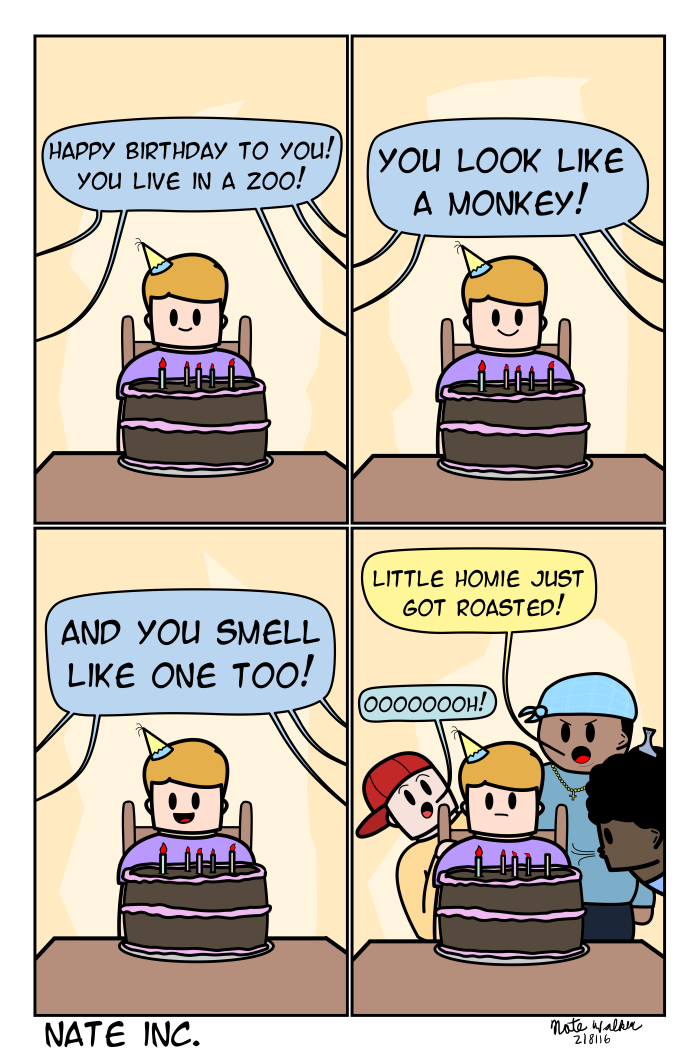 HAPPY BIRTHDAY TO YOU!
YOU LIVE IN A ZOO!
YOU LOOK LIKE
A MONKEY!
AND YOU SMELL
LIKE ONE TOO!
LITTLE HOMIE JUST
GOT ROASTED!
OOOOOOOH!
NATE INC.
Nate Walker
2/8/16